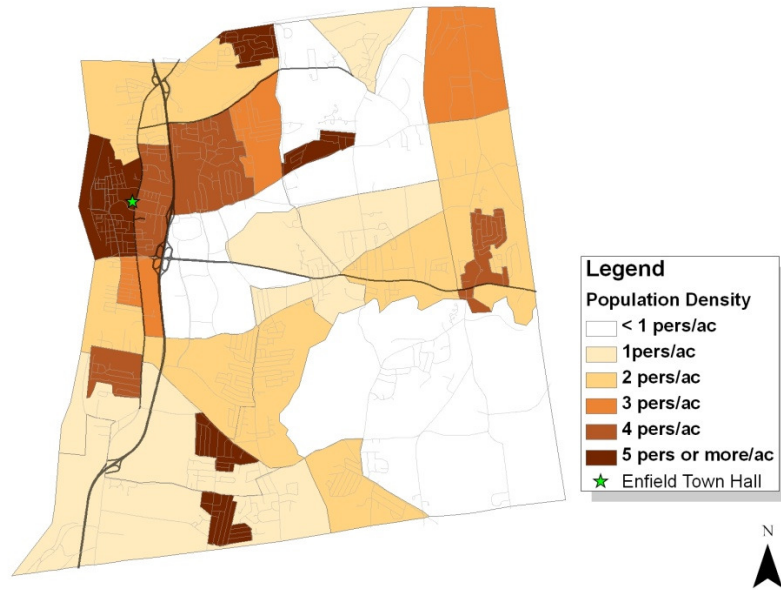 Legend
Population Density
< 1 pers/ac
1pers/ac
2 pers/ac
3 pers/ac
4 pers/ac
5 pers or more/ac
Enfield Town Hall
N